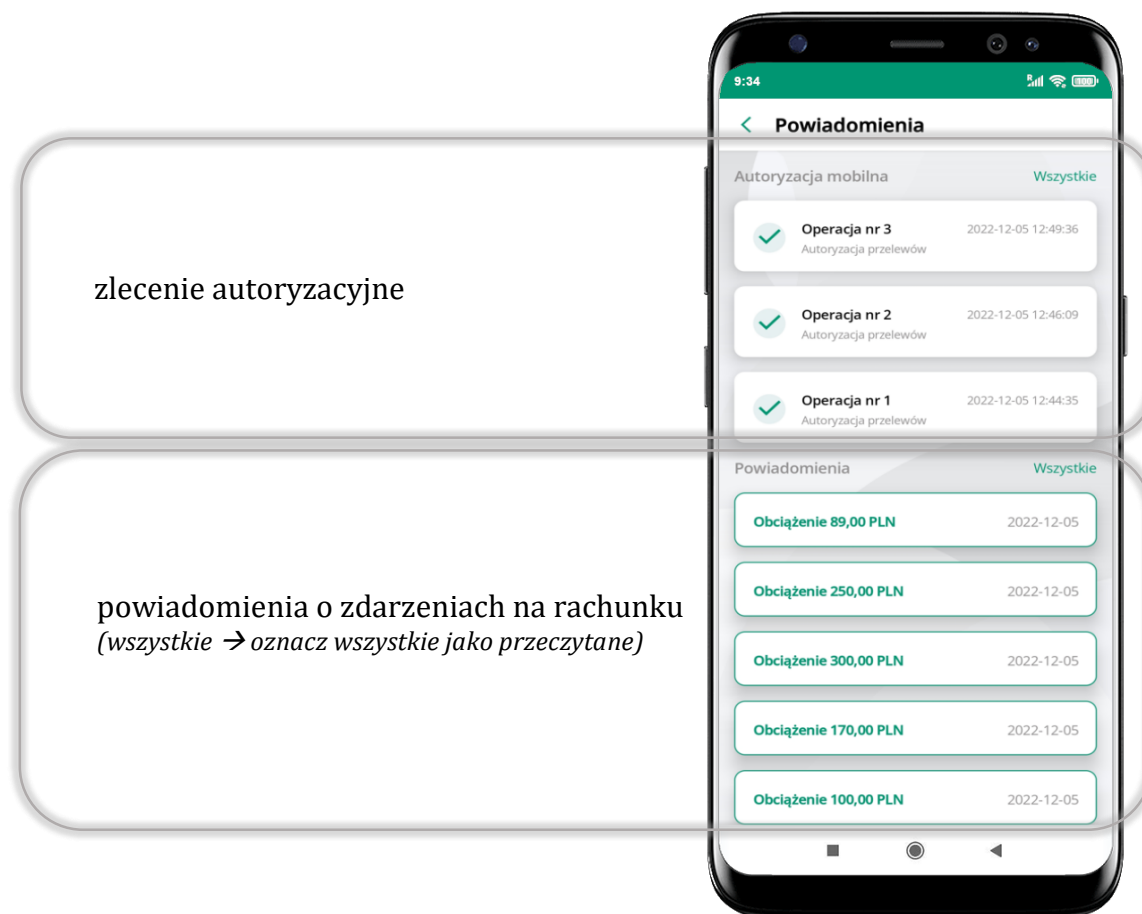 9:34
R
100
Powiadomienia
Autoryzacja mobilna Wszystkie
Operacja nr 3 2022-12-05 12:49:36
Autoryzacja przelewów
zlecenie autoryzacyjne
Operacja nr 2 2022-12-05 12:46:09
Autoryzacja przelewów
Operacja nr 1 2022-12-05 12:44:35
Autoryzacja przelewów
Powiadomienia Wszystkie
Obciążenie 89,00 PLN 2022-12-05
Obciążenie 250,00 PLN 2022-12-05
powiadomienia o zdarzeniach na rachunku
(wszystkie → oznacz wszystkie jako przeczytane)
Obciążenie 300,00 PLN 2022-12-05
Obciążenie 170,00 PLN 2022-12-05
Obciążenie 100,00 PLN 2022-12-05